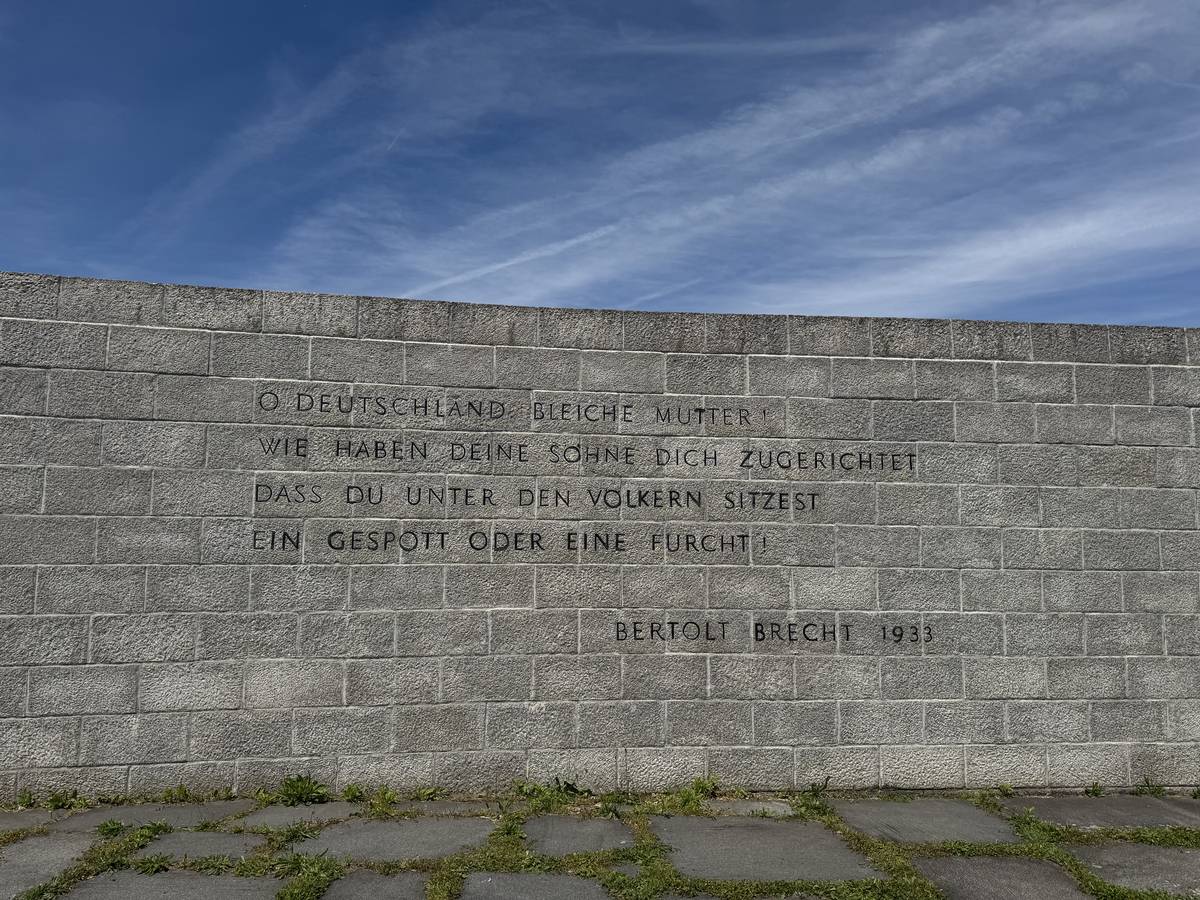 O DEUTSCHLAND, BLEICHE MUTTER!
WIE HABEN DEINE SÖHNE DICH ZUGERICHTET
DASS DU UNTER DEN VÖLKERN SITZEST
EIN GESPÖTT ODER EINE FURCHT!
BERTOLT BRECHT 1933